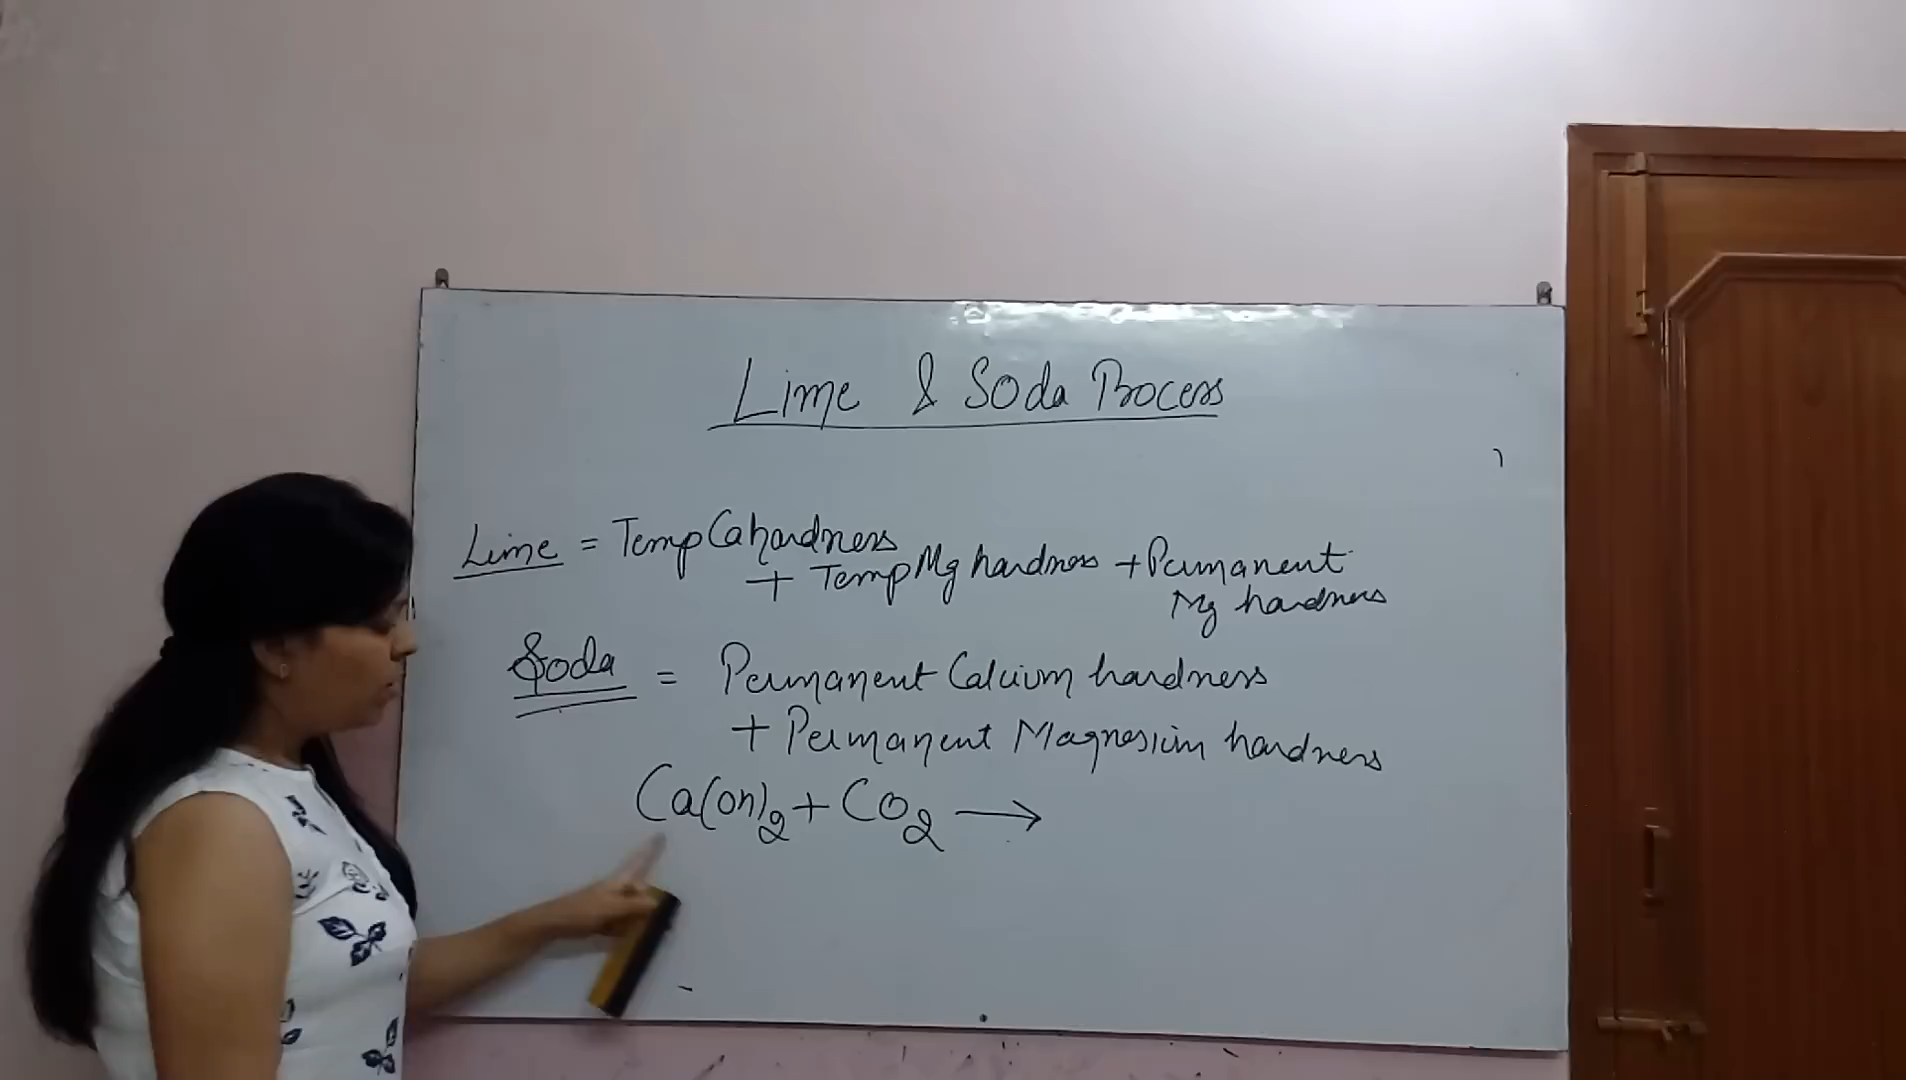 Lime & Soda Process
Lime = Temp Ca hardness
+ Temp Mg hardness + Permanent
Mg hardness
Soda = Permanent Calcium hardness
+ Permanent Magnesium hardness
Ca(OH)₂ + CO₂ →